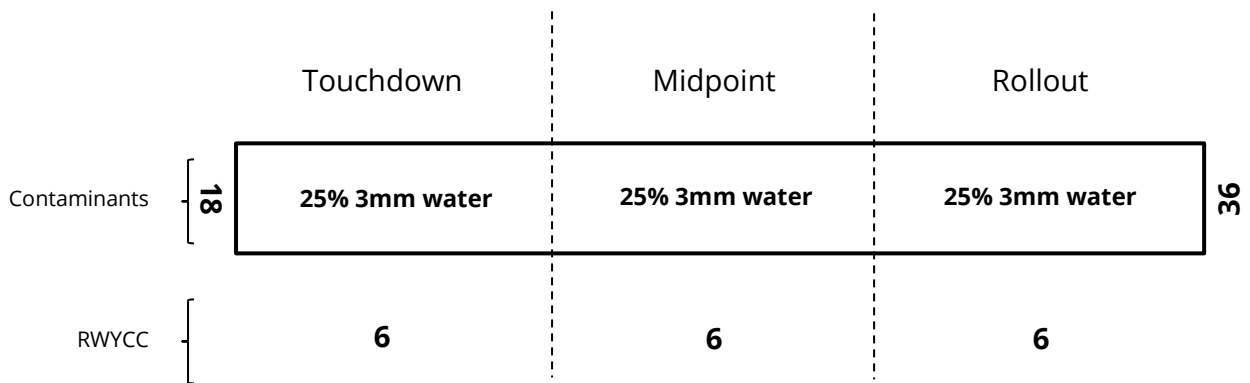 Touchdown Midpoint Rollout
Contaminants 18 25% 3mm water 25% 3mm water 25% 3mm water 36
RWYCC 6 6 6